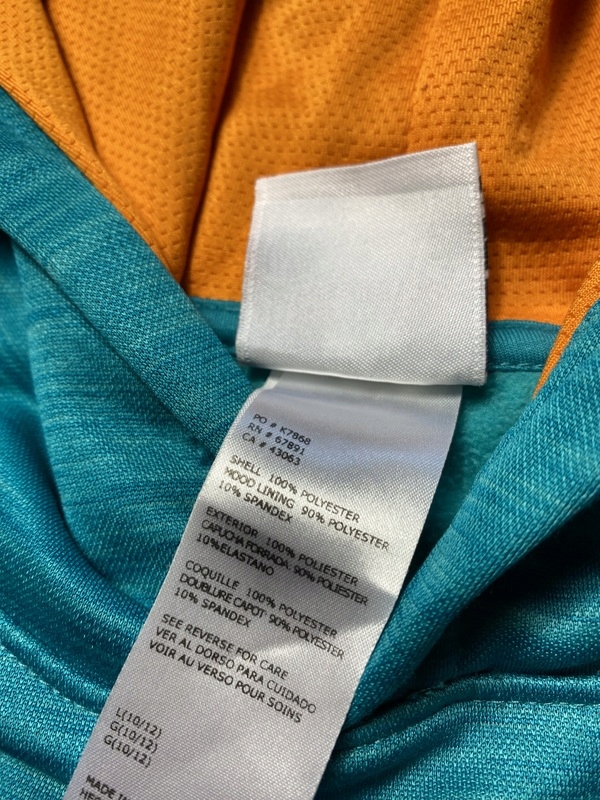 PO # K7868
RN # 67891
CA # 43063
SHELL 100% POLYESTER
HOOD LINING 90% POLYESTER
10% SPANDEX
EXTERIOR 100% POLIESTER
CAPUCHA FORRADA: 90% POLIESTER
10%ELASTANO
COQUILLE 100% POLYESTER
DOUBLURE CAPOT 90% POLYESTER
10% SPANDEX
SEE REVERSE FOR CARE
VER AL DORSO PARA CUIDADO
VOIR AU VERSO POUR SOINS
L(10/12)
G(10/12)
G(10/12)
MADE IN